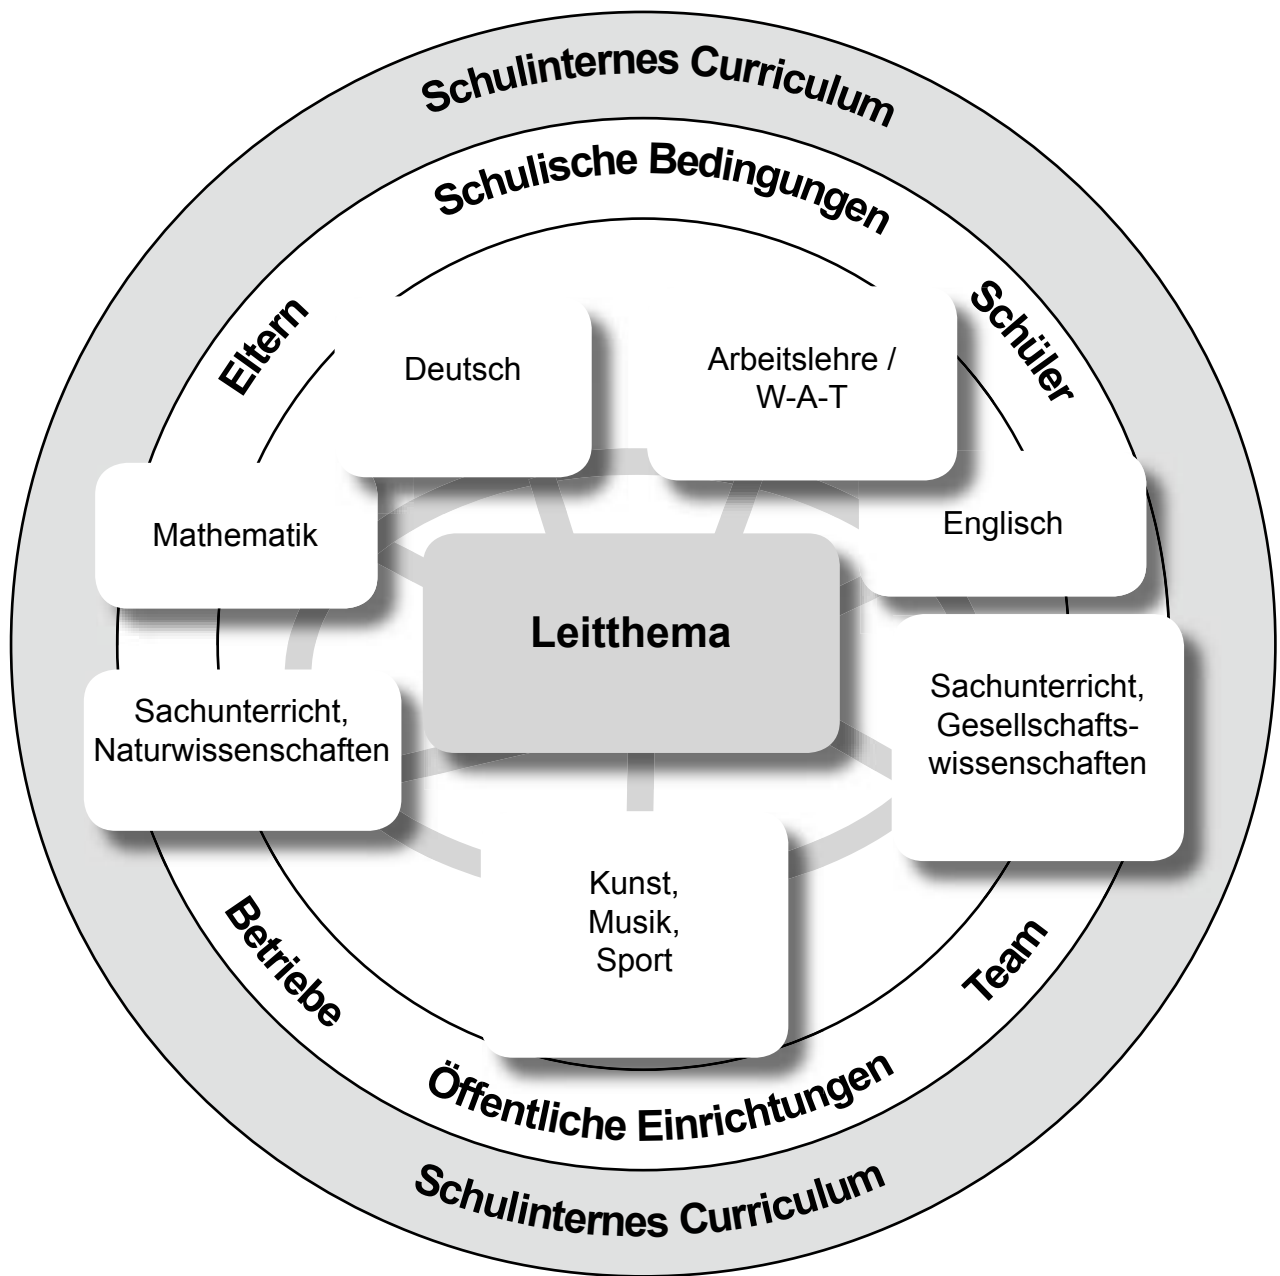 Schulinternes Curriculum
Schulische Bedingungen
Eltern
Schüler
Deutsch
Arbeitslehre /
W-A-T
Mathematik
Englisch
Leitthema
Sachunterricht,
Naturwissenschaften
Sachunterricht,
Gesellschafts-
wissenschaften
Kunst,
Musik,
Sport
Betriebe
Team
Öffentliche Einrichtungen
Schulinternes Curriculum